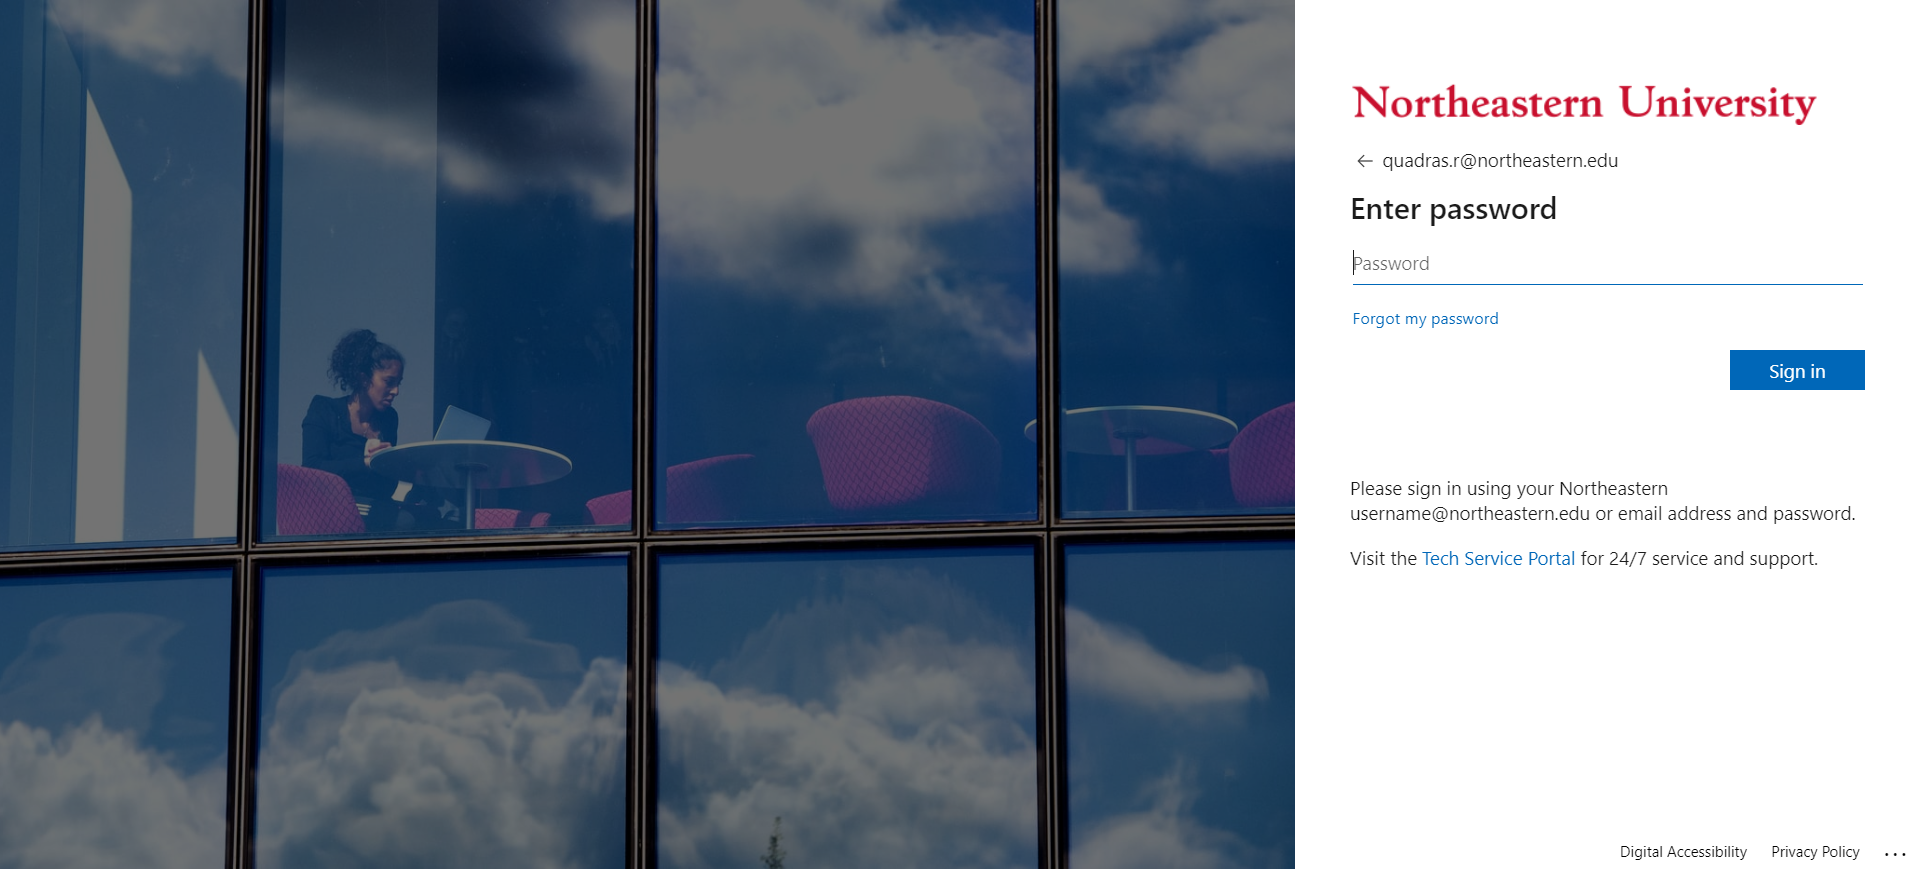 Northeastern University
quadras.r@northeastern.edu
Enter password
Password
Forgot my password
Sign in
Please sign in using your Northeastern
username@northeastern.edu or email address and password.
Visit the Tech Service Portal for 24/7 service and support.
Digital Accessibility Privacy Policy ...